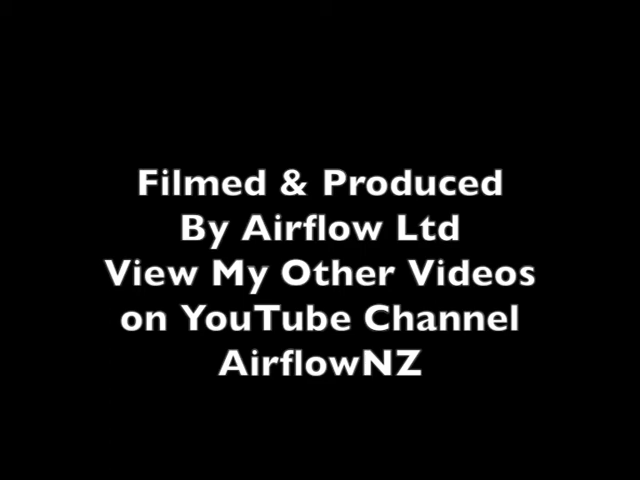 Filmed & Produced
By Airflow Ltd
View My Other Videos
on YouTube Channel
AirflowNZ